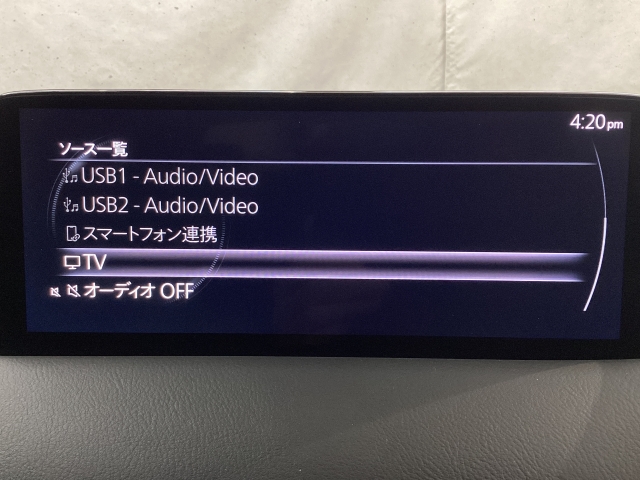 4:20pm
ソース一覧
USB1 - Audio/Video
USB2 - Audio/Video
スマートフォン連携
TV
オーディオ OFF